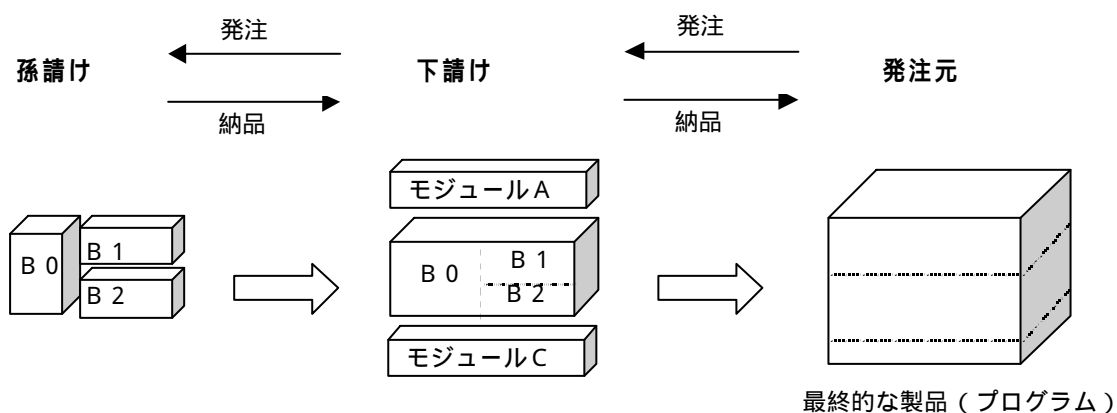 発注
発注
孫請け
下請け
発注元
納品
納品
モジュールA
B 0
B 1
B 2
B 0
B 1
B 2
モジュールC
最終的な製品(プログラム)